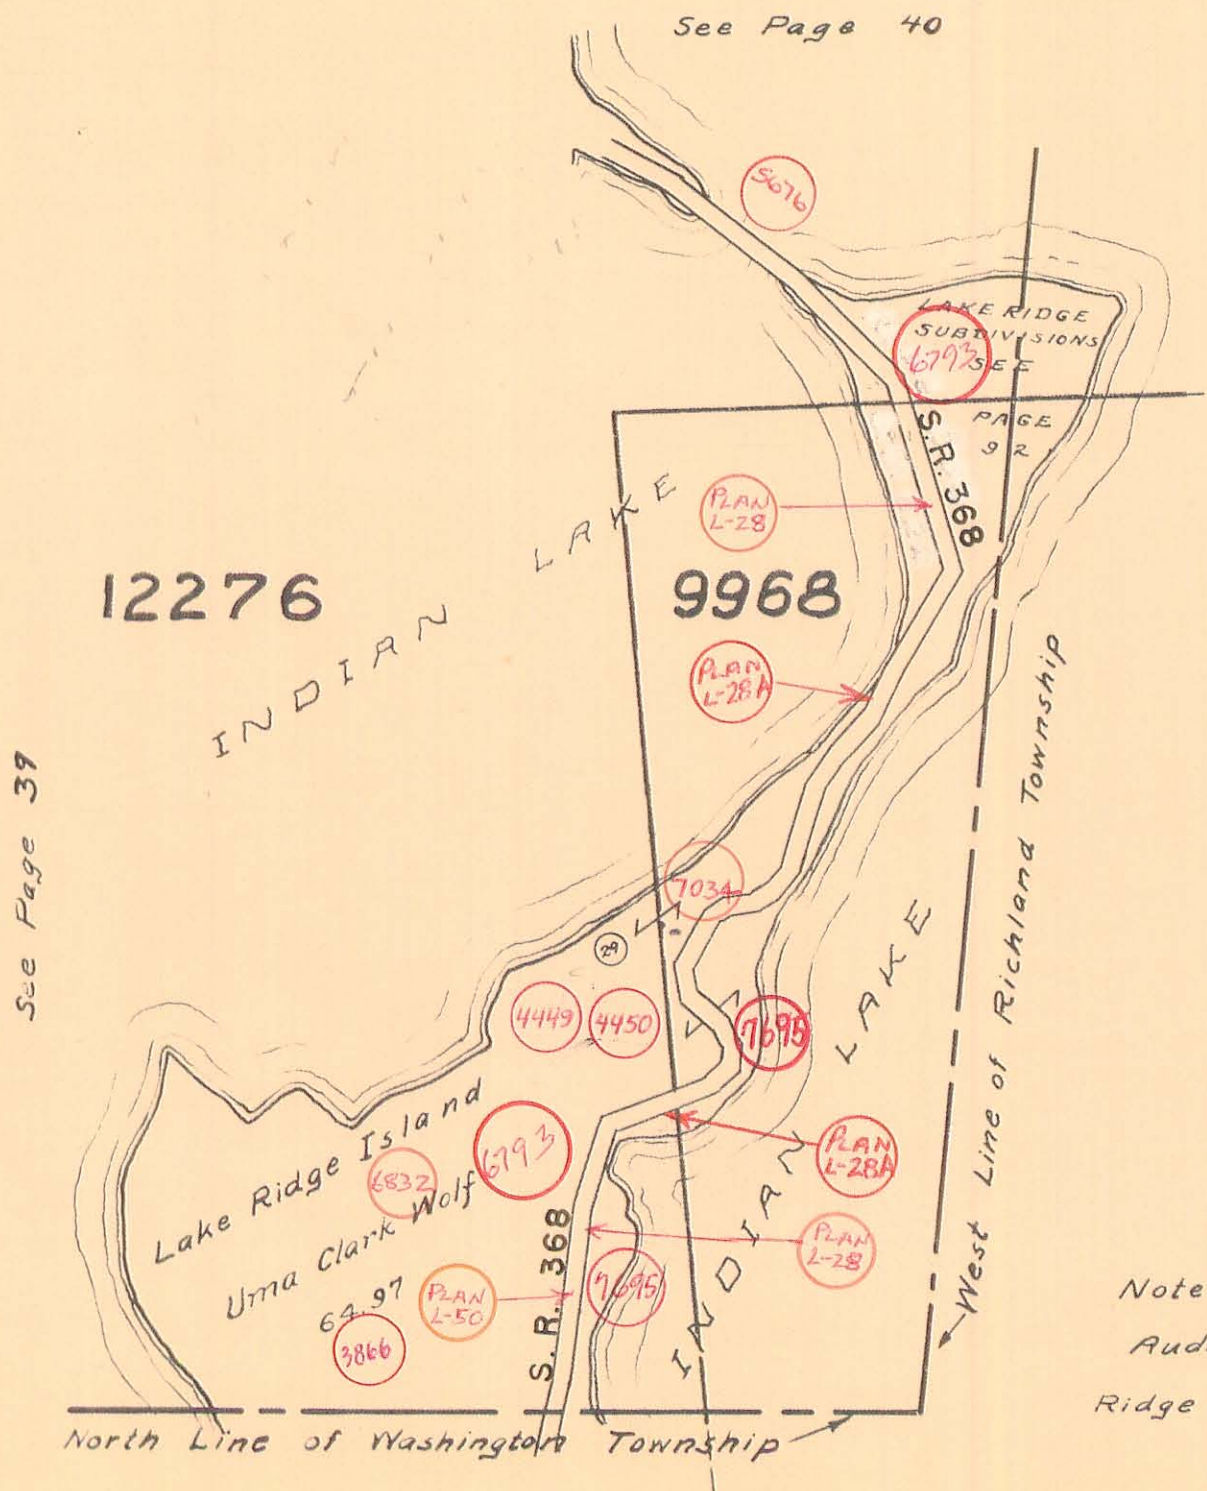 See Page 40
5676
LAKE RIDGE
SUBDIVISIONS
SEE
PAGE
92
6793
S.R. 368
PLAN
L-28
INDIAN LAKE
12276
9968
PLAN
L-28A
See Page 39
West Line of Richland Township
7034
29
4449
4450
7695
INDIAN LAKE
PLAN
L-28A
Lake Ridge Island
6793
6832
Uma Clark Wolf
64.97
PLAN
L-28
S.R. 368
7695
PLAN
L-50
3866
Note
Aud
Ridge
North Line of Washington Township